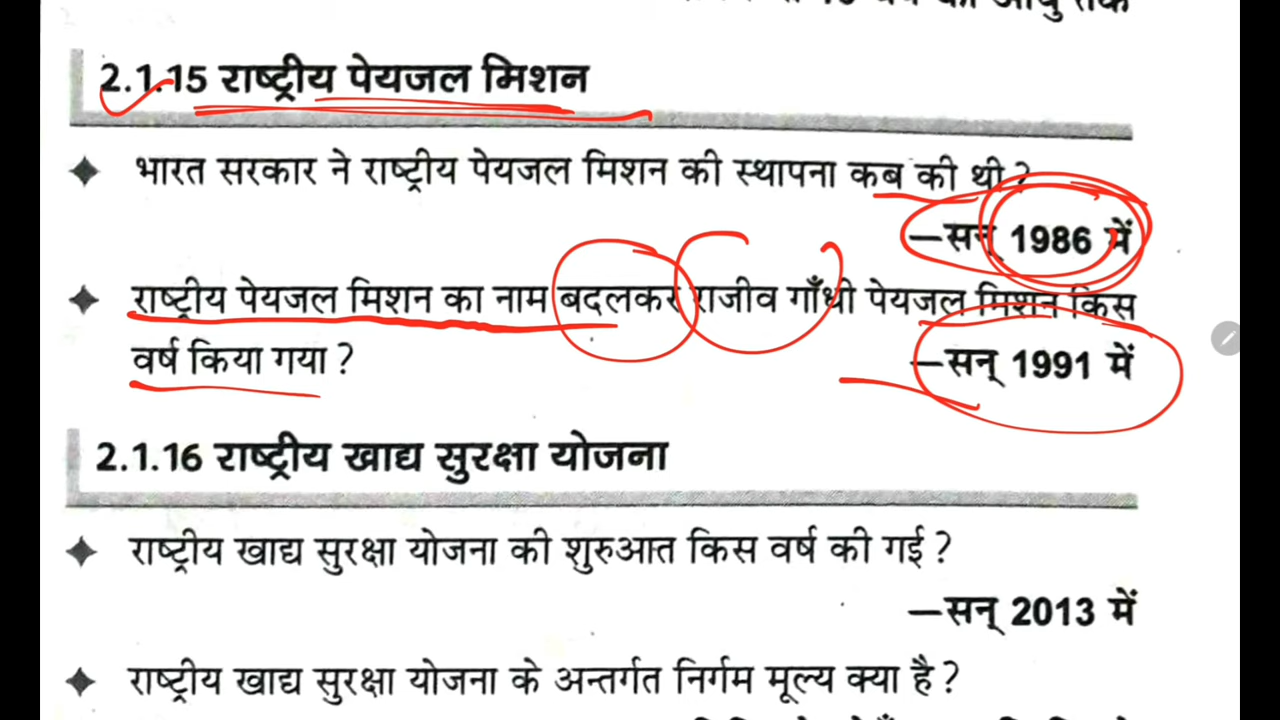 की आयु तक
2.1.15 राष्ट्रीय पेयजल मिशन
✦ भारत सरकार ने राष्ट्रीय पेयजल मिशन की स्थापना कब की थी ?
—सन् 1986 में
✦ राष्ट्रीय पेयजल मिशन का नाम बदलकर राजीव गाँधी पेयजल मिशन किस
वर्ष किया गया ?
—सन् 1991 में
2.1.16 राष्ट्रीय खाद्य सुरक्षा योजना
✦ राष्ट्रीय खाद्य सुरक्षा योजना की शुरुआत किस वर्ष की गई ?
—सन् 2013 में
✦ राष्ट्रीय खाद्य सुरक्षा योजना के अन्तर्गत निर्गम मूल्य क्या है ?